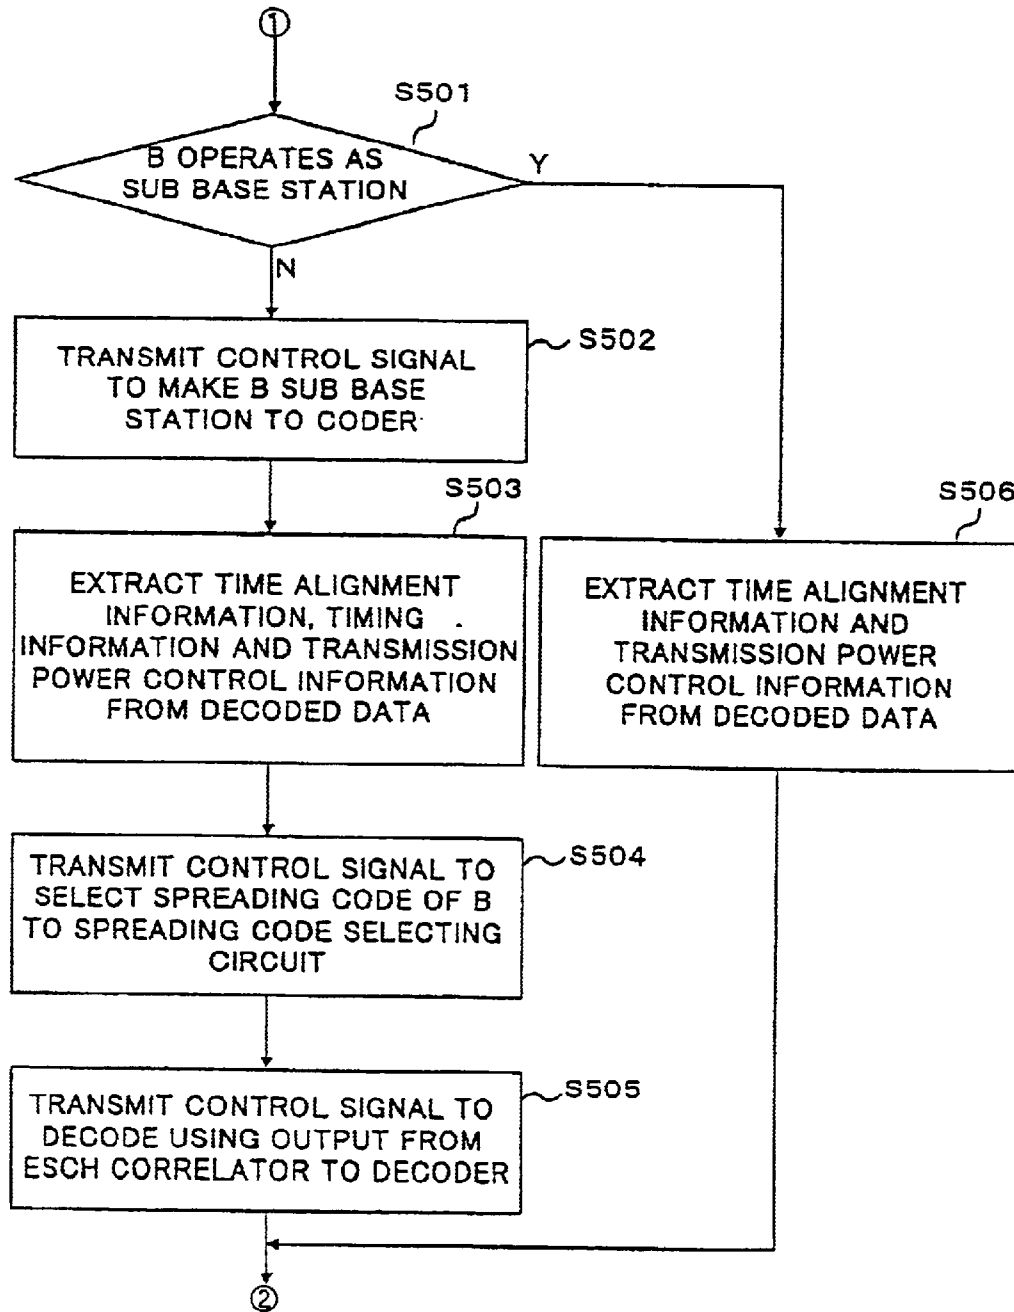 ①
S501
B OPERATES AS
SUB BASE STATION
Y
N
S502
TRANSMIT CONTROL SIGNAL
TO MAKE B SUB BASE
STATION TO CODER
S503
EXTRACT TIME ALIGNMENT
INFORMATION, TIMING
INFORMATION AND TRANSMISSION
POWER CONTROL INFORMATION
FROM DECODED DATA
S506
EXTRACT TIME ALIGNMENT
INFORMATION AND
TRANSMISSION POWER
CONTROL INFORMATION
FROM DECODED DATA
S504
TRANSMIT CONTROL SIGNAL TO
SELECT SPREADING CODE OF B
TO SPREADING CODE SELECTING
CIRCUIT
S505
TRANSMIT CONTROL SIGNAL TO
DECODE USING OUTPUT FROM
ESCH CORRELATOR TO DECODER
②